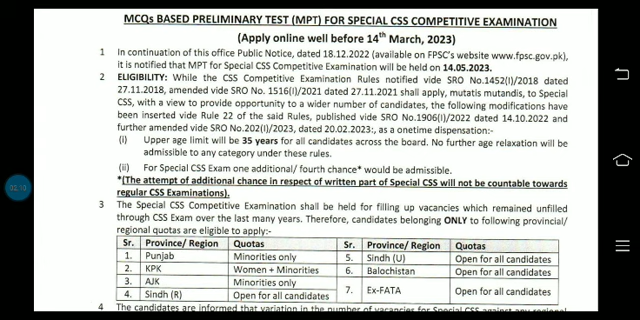 MCQs BASED PRELIMINARY TEST (MPT) FOR SPECIAL CSS COMPETITIVE EXAMINATION
(Apply online well before 14th March, 2023)
1 In continuation of this office Public Notice, dated 18.12.2022 (available on FPSC's website www.fpsc.gov.pk),
it is notified that MPT for Special CSS Competitive Examination will be held on 14.05.2023.
2 ELIGIBILITY: While the CSS Competitive Examination Rules notified vide SRO No.1452(I)/2018 dated
27.11.2018, amended vide SRO No. 1516(I)/2021 dated 27.11.2021 shall apply, mutatis mutandis, to Special
CSS, with a view to provide opportunity to a wider number of candidates, the following modifications have
been inserted vide Rule 22 of the said Rules, published vide SRO No.1906(I)/2022 dated 14.10.2022 and
further amended vide SRO No.202(I)/2023, dated 20.02.2023:, as a onetime dispensation:-
(i) Upper age limit will be 35 years for all candidates across the board. No further age relaxation will be
admissible to any category under these rules.
(ii) For Special CSS Exam one additional/ fourth chance* would be admissible.
*(The attempt of additional chance in respect of written part of Special CSS will not be countable towards
regular CSS Examinations).
3 The Special CSS Competitive Examination shall be held for filling up vacancies which remained unfilled
through CSS Exam over the last many years. Therefore, candidates belonging ONLY to following provincial/
regional quotas are eligible to apply:-
Sr. Province/ Region Quotas Sr. Province/ Region Quotas
1. Punjab Minorities only 5. Sindh (U) Open for all candidates
2. KPK Women + Minorities 6. Balochistan Open for all candidates
3. AJK Minorities only 7. Ex-FATA Open for all candidates
4. Sindh (R) Open for all candidates
4 The candidates are informed that variation in the number of vacancies for Special CSS against any regional
02:10